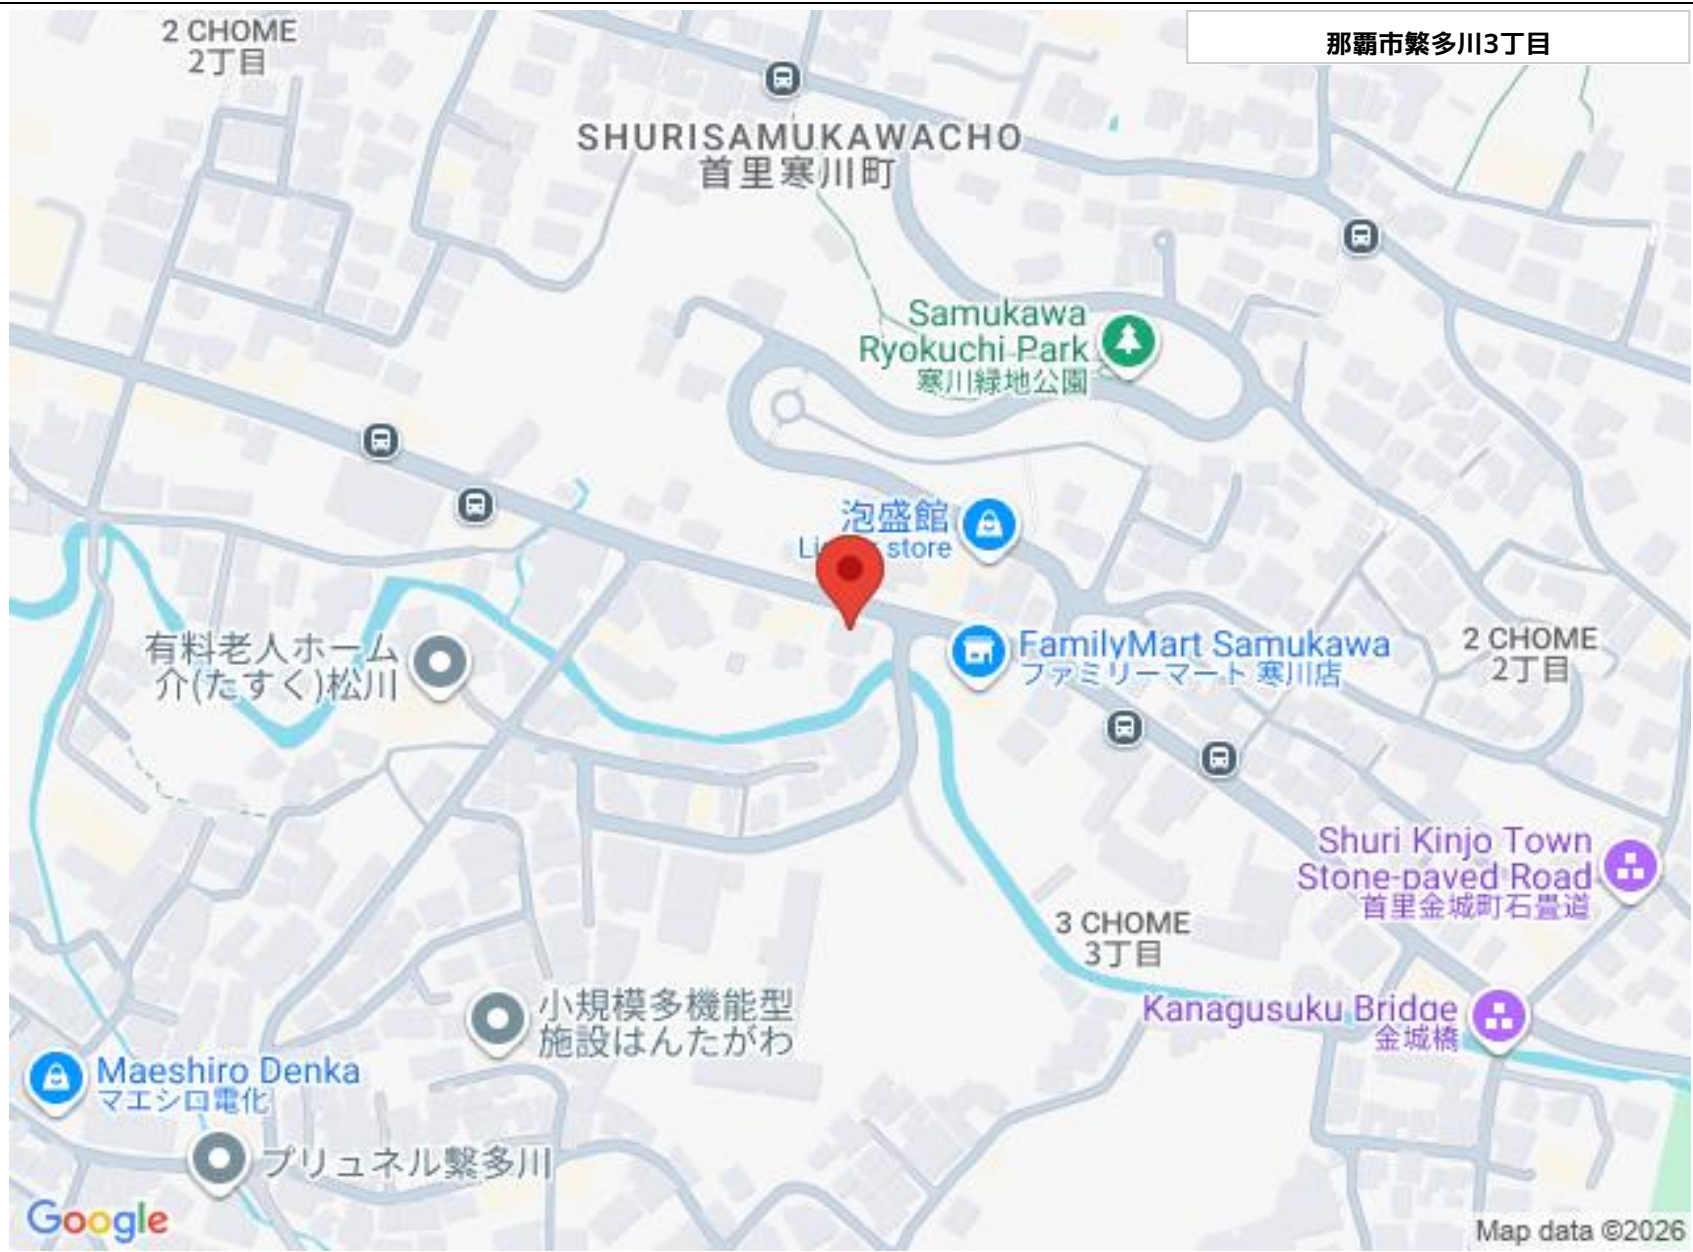 2 CHOME
2丁目
那覇市繁多川3丁目
SHURISAMUKAWACHO
首里寒川町
Samukawa
Ryokuchi Park
寒川緑地公園
泡盛館
store
有料老人ホーム
介(たすく)松川
FamilyMart Samukawa
ファミリーマート 寒川店
2 CHOME
2丁目
Shuri Kinjo Town
Stone-paved Road
首里金城町石畳道
3 CHOME
3丁目
Kanagusuku Bridge
金城橋
小規模多機能型
施設はんたがわ
Maeshiro Denka
マエシロ電化
プリュネル繫多川
Google
Map data ©2026